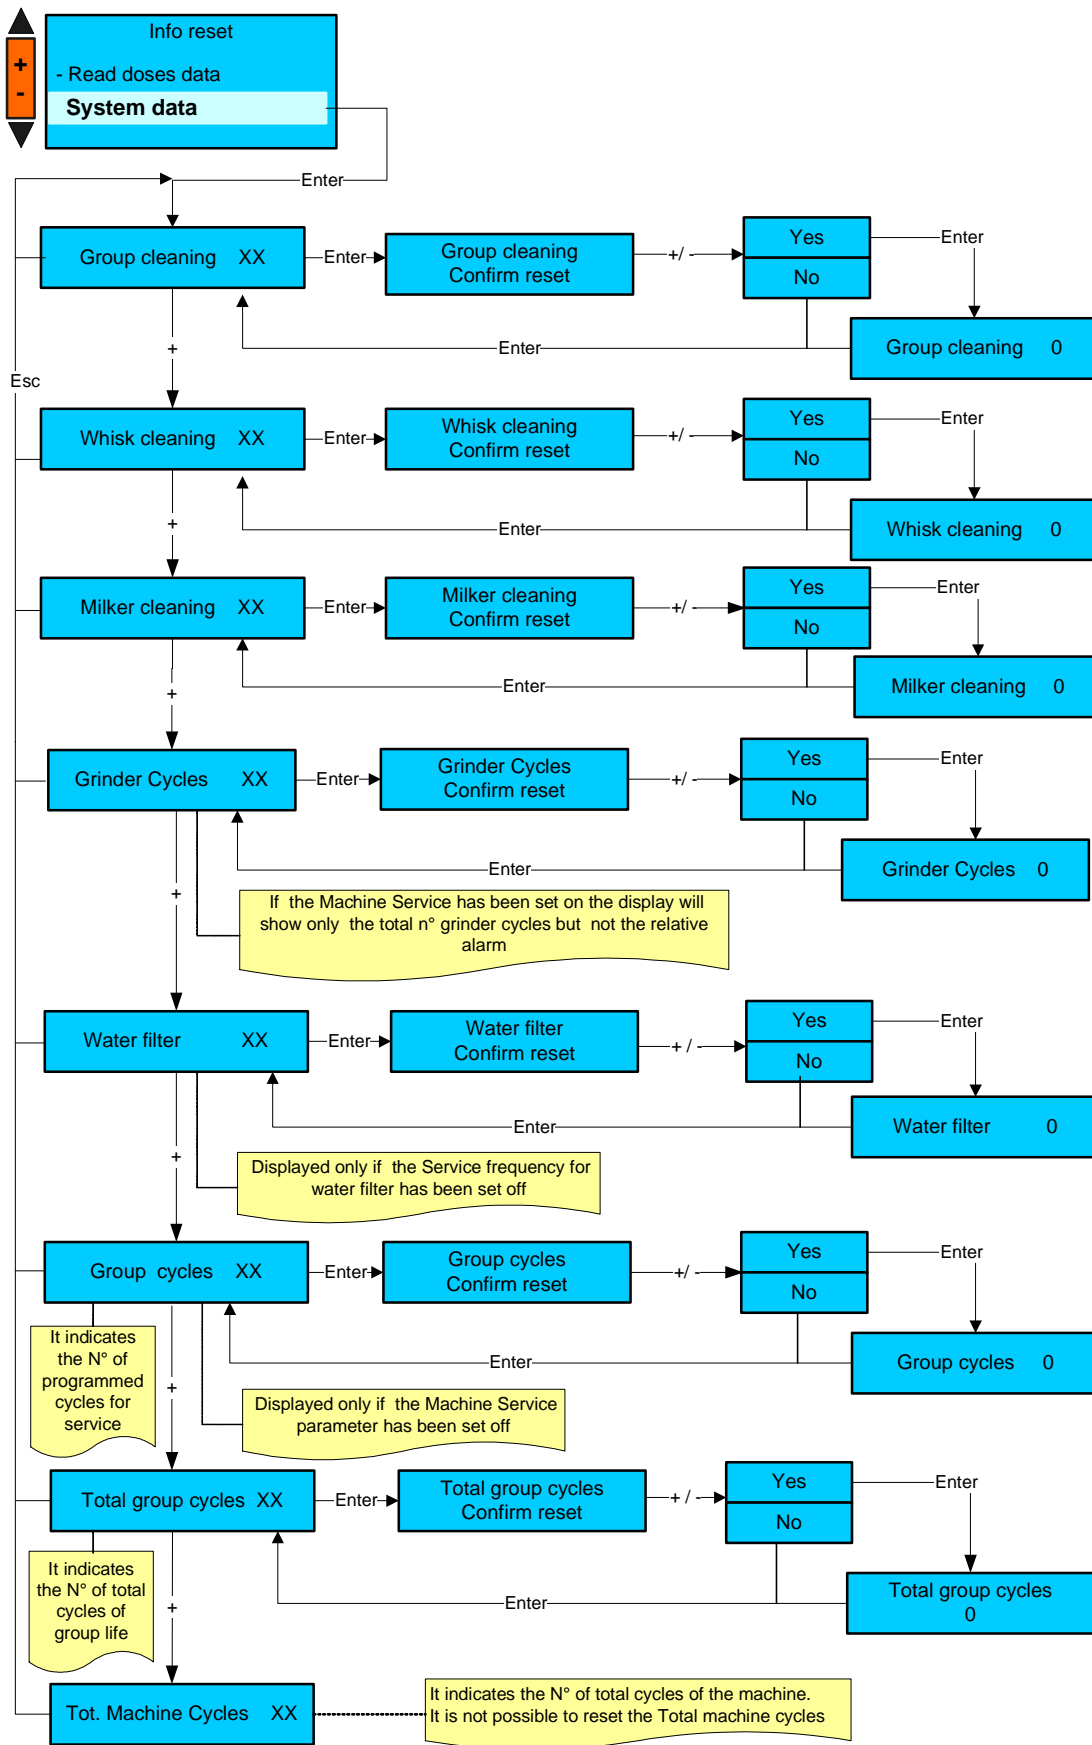 Info reset
+
- Read doses data
-
System data
Enter
Group cleaning XX
Enter
Group cleaning
Confirm reset
+/ -
Yes
No
Enter
Enter
Group cleaning 0
+
Esc
Whisk cleaning XX
Enter
Whisk cleaning
Confirm reset
+/ -
Yes
No
Enter
Enter
Whisk cleaning 0
+
Milker cleaning XX
Enter
Milker cleaning
Confirm reset
+/ -
Yes
No
Enter
Enter
Milker cleaning 0
+
Grinder Cycles XX
Enter
Grinder Cycles
Confirm reset
+/ -
Yes
No
Enter
Enter
Grinder Cycles 0
+
If the Machine Service has been set on the display will
show only the total n° grinder cycles but not the relative
alarm
Water filter XX
Enter
Water filter
Confirm reset
+ / -
Yes
No
Enter
Enter
Water filter 0
+
Displayed only if the Service frequency for
water filter has been set off
Group cycles XX
Enter
Group cycles
Confirm reset
+/ -
Yes
No
Enter
Enter
Group cycles 0
It indicates
the N° of
programmed
cycles for
service
+
Displayed only if the Machine Service
parameter has been set off
Total group cycles XX
Enter
Total group cycles
Confirm reset
+ / -
Yes
No
Enter
Enter
Total group cycles
0
It indicates
the N° of total
cycles of
group life
+
Tot. Machine Cycles XX
It indicates the N° of total cycles of the machine.
It is not possible to reset the Total machine cycles